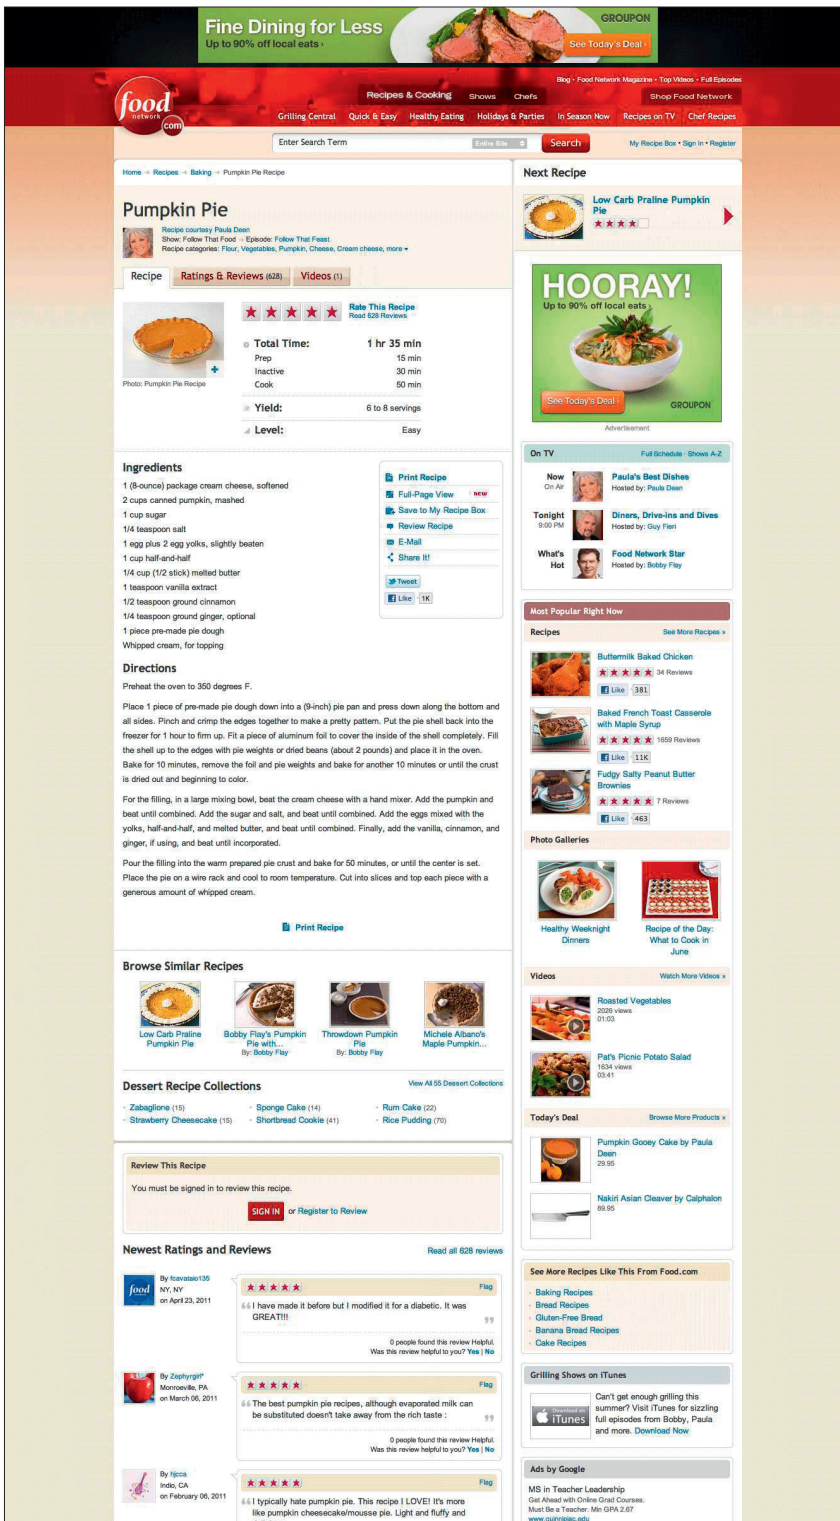 Fine Dining for Less
Up to 90% off local eats ›
GROUPON
See Today's Deal ›
Blog • Food Network Magazine • Top Videos • Full Episodes
food
network
.com
Recipes & Cooking Shows Chefs
Shop Food Network
Grilling Central Quick & Easy Healthy Eating Holidays & Parties In Season Now Recipes on TV Chef Recipes
Enter Search Term
Entire Site
Search
My Recipe Box • Sign In • Register
Home → Recipes → Baking → Pumpkin Pie Recipe
Pumpkin Pie
Recipe courtesy Paula Deen
Show: Follow That Food → Episode: Follow That Feast
Recipe categories: Flour, Vegetables, Pumpkin, Cheese, Cream cheese, more
Recipe
Ratings & Reviews (628)
Videos (1)
Photo: Pumpkin Pie Recipe
Rate This Recipe
Read 628 Reviews
Total Time: 1 hr 35 min
Prep 15 min
Inactive 30 min
Cook 50 min
Yield: 6 to 8 servings
Level: Easy
Ingredients
1 (8-ounce) package cream cheese, softened
2 cups canned pumpkin, mashed
1 cup sugar
1/4 teaspoon salt
1 egg plus 2 egg yolks, slightly beaten
1 cup half-and-half
1/4 cup (1/2 stick) melted butter
1 teaspoon vanilla extract
1/2 teaspoon ground cinnamon
1/4 teaspoon ground ginger, optional
1 piece pre-made pie dough
Whipped cream, for topping
Print Recipe
Full-Page View NEW
Save to My Recipe Box
Review Recipe
E-Mail
Share It!
Tweet
Like 1K
Directions
Preheat the oven to 350 degrees F.
Place 1 piece of pre-made pie dough down into a (9-inch) pie pan and press down along the bottom and
all sides. Pinch and crimp the edges together to make a pretty pattern. Put the pie shell back into the
freezer for 1 hour to firm up. Fit a piece of aluminum foil to cover the inside of the shell completely. Fill
the shell up to the edges with pie weights or dried beans (about 2 pounds) and place it in the oven.
Bake for 10 minutes, remove the foil and pie weights and bake for another 10 minutes or until the crust
is dried out and beginning to color.
For the filling, in a large mixing bowl, beat the cream cheese with a hand mixer. Add the pumpkin and
beat until combined. Add the sugar and salt, and beat until combined. Add the eggs mixed with the
yolks, half-and-half, and melted butter, and beat until combined. Finally, add the vanilla, cinnamon, and
ginger, if using, and beat until incorporated.
Pour the filling into the warm prepared pie crust and bake for 50 minutes, or until the center is set.
Place the pie on a wire rack and cool to room temperature. Cut into slices and top each piece with a
generous amount of whipped cream.
Print Recipe
Browse Similar Recipes
Low Carb Praline
Pumpkin Pie
Bobby Flay's Pumpkin
Pie with...
By: Bobby Flay
Throwdown Pumpkin
Pie
By: Bobby Flay
Michele Albano's
Maple Pumpkin...
Dessert Recipe Collections
View All 55 Dessert Collections
Zabaglione (15)
Sponge Cake (14)
Rum Cake (22)
Strawberry Cheesecake (15)
Shortbread Cookie (41)
Rice Pudding (70)
Review This Recipe
You must be signed in to review this recipe.
SIGN IN or Register to Review
Newest Ratings and Reviews
Read all 628 reviews
food
By fcavataio135
NY, NY
on April 23, 2011
Flag
I have made it before but I modified it for a diabetic. It was
GREAT!!!
0 people found this review Helpful.
Was this review helpful to you? Yes | No
By Zephyrgirl*
Monroeville, PA
on March 06, 2011
Flag
The best pumpkin pie recipes, although evaporated milk can
be substituted doesn't take away from the rich taste :
0 people found this review Helpful.
Was this review helpful to you? Yes | No
By hjcca
Indio, CA
on February 06, 2011
Flag
I typically hate pumpkin pie. This recipe I LOVE! It's more
like pumpkin cheesecake/mousse pie. Light and fluffy and
Next Recipe
Low Carb Praline Pumpkin
Pie
HOORAY!
Up to 90% off local eats ›
See Today's Deal ›
GROUPON
Advertisement
On TV
Full Schedule · Shows A-Z
Now
On Air
Paula's Best Dishes
Hosted by: Paula Deen
Tonight
9:00 PM
Diners, Drive-ins and Dives
Hosted by: Guy Fieri
What's
Hot
Food Network Star
Hosted by: Bobby Flay
Most Popular Right Now
Recipes
See More Recipes »
Buttermilk Baked Chicken
34 Reviews
Like 381
Baked French Toast Casserole
with Maple Syrup
1659 Reviews
Like 11K
Fudgy Salty Peanut Butter
Brownies
7 Reviews
Like 463
Photo Galleries
Healthy Weeknight
Dinners
Recipe of the Day:
What to Cook in
June
Videos
Watch More Videos »
Roasted Vegetables
2026 views
01:03
Pat's Picnic Potato Salad
1634 views
03:41
Today's Deal
Browse More Products »
Pumpkin Gooey Cake by Paula
Deen
29.95
Nakiri Asian Cleaver by Calphalon
89.95
See More Recipes Like This From Food.com
Baking Recipes
Bread Recipes
Gluten-Free Bread
Banana Bread Recipes
Cake Recipes
Grilling Shows on iTunes
Download on
iTunes
Can't get enough grilling this
summer? Visit iTunes for sizzling
full episodes from Bobby, Paula
and more. Download Now
Ads by Google
MS in Teacher Leadership
Get Ahead with Online Grad Courses.
Must Be a Teacher. Min GPA 2.67
www.quinnipiac.edu